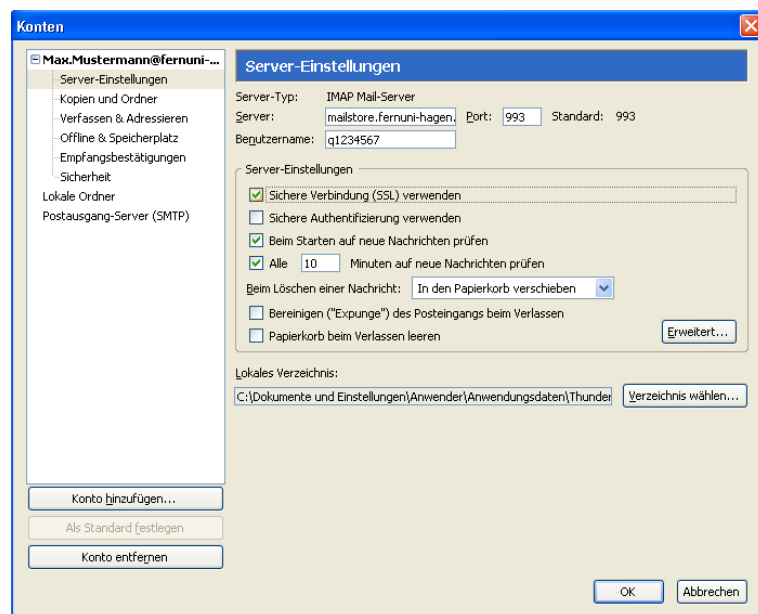 Konten
Max.Mustermann@fernuni-...
Server-Einstellungen
Kopien und Ordner
Verfassen & Adressieren
Offline & Speicherplatz
Empfangsbestätigungen
Sicherheit
Lokale Ordner
Postausgang-Server (SMTP)
Konto hinzufügen...
Als Standard festlegen
Konto entfernen
Server-Einstellungen
Server-Typ: IMAP Mail-Server
Server: mailstore.fernuni-hagen. Port: 993 Standard: 993
Benutzername: q1234567
Server-Einstellungen
Sichere Verbindung (SSL) verwenden
Sichere Authentifizierung verwenden
Beim Starten auf neue Nachrichten prüfen
Alle 10 Minuten auf neue Nachrichten prüfen
Beim Löschen einer Nachricht: In den Papierkorb verschieben
Bereinigen ("Expunge") des Posteingangs beim Verlassen
Papierkorb beim Verlassen leeren
Erweitert...
Lokales Verzeichnis:
C:\Dokumente und Einstellungen\Anwender\Anwendungsdaten\Thunder Verzeichnis wählen...
OK Abbrechen